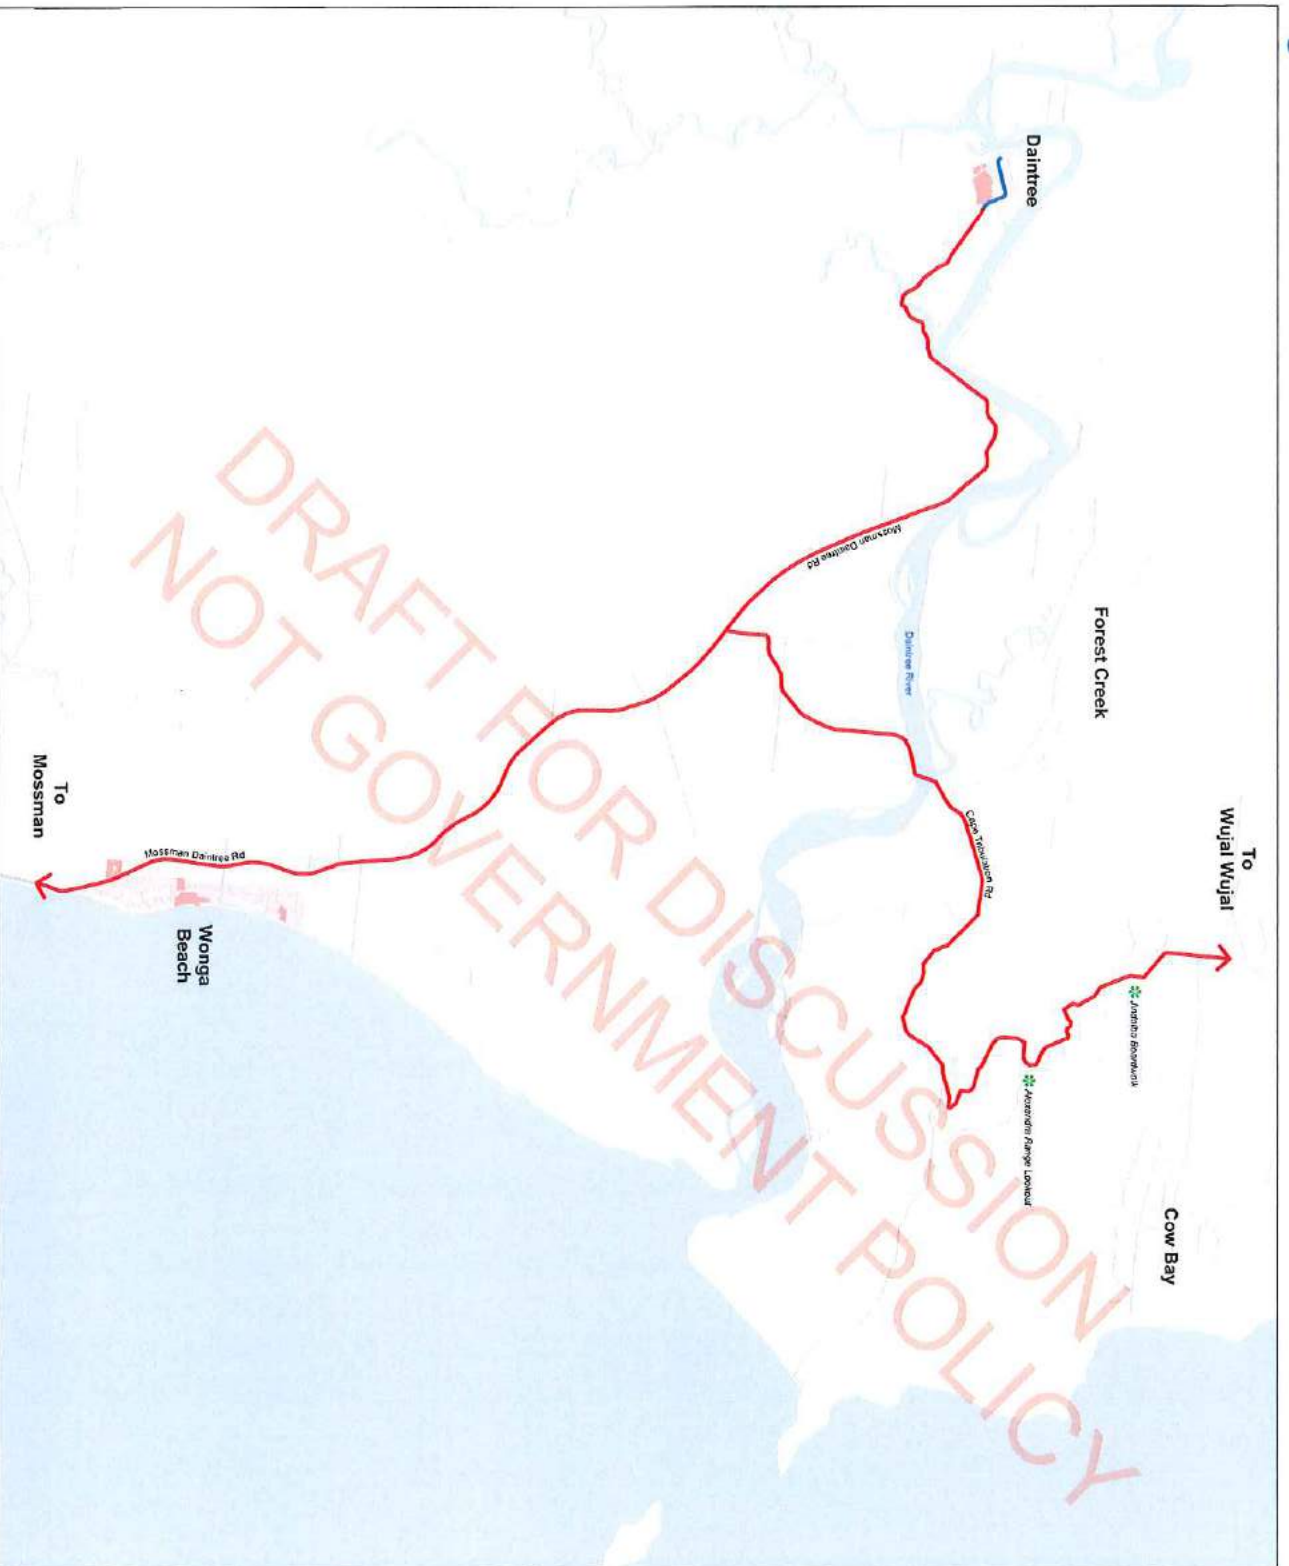 To
Wujal Wujal
Cow Bay
Jindalba Boardwalk
Forest Creek
Alexandra Range Lookout
Daintree
Cape Tribulation Rd
Daintree River
Mossman Daintree Rd
DRAFT FOR DISCUSSION
NOT GOVERNMENT POLICY
Mossman Daintree Rd
Wonga
Beach
To
Mossman